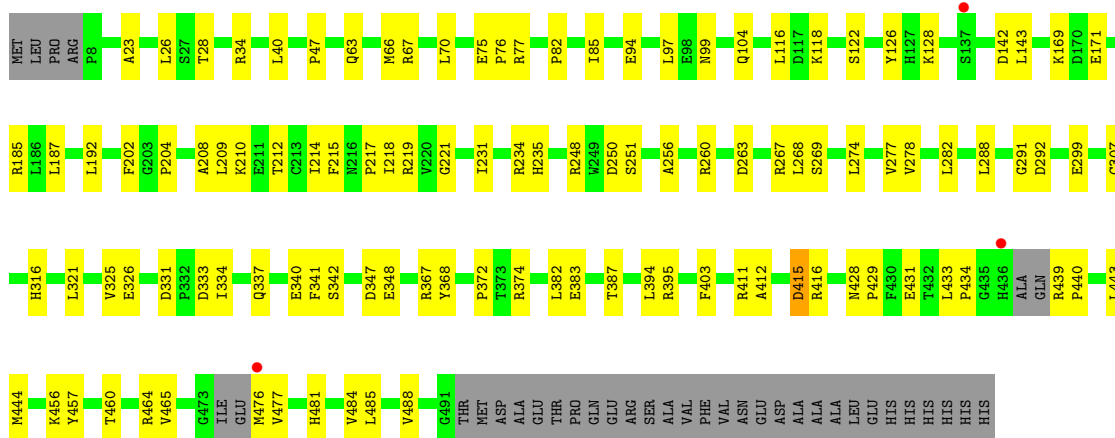 MET LEU PRO ARG P8 A23 L26 S27 T28 R34 L40 P47 Q63 M66 R67 L70 E75 P76 R77 P82 I85 E94 L97 E98 N99 Q104 L116 D117 K118 S122 Y126 H127 K128 S137 D142 L143 K169 D170 E171
R185 L186 L187 L192 F202 G203 P204 A208 L209 K210 E211 T212 C213 I214 F215 N216 P217 I218 R219 V220 G221 I231 R234 H235 R248 W249 D250 S251 A256 R260 D263 R267 L268 S269 L274 V277 V278 L282 L288 G291 D292 E299
H316 L321 V325 E326 D331 P332 D333 I334 Q337 E340 F341 S342 D347 E348 R367 Y368 P372 T373 R374 L382 E383 T387 L394 R395 F403 R411 A412 D415 R416 N428 P429 F430 E431 T432 L433 P434 G435 H436 ALA GLN R439 P440
M444 K456 Y457 T460 R464 V465 G473 ILE GLU M476 V477 H481 V484 L485 V488 G491 THR MET ASP ALA GLU THR PRO GLN GLU ARG SER ALA VAL PHE VAL ASN GLU ASP ALA ALA ALA LEU GLU HIS HIS HIS HIS HIS HIS